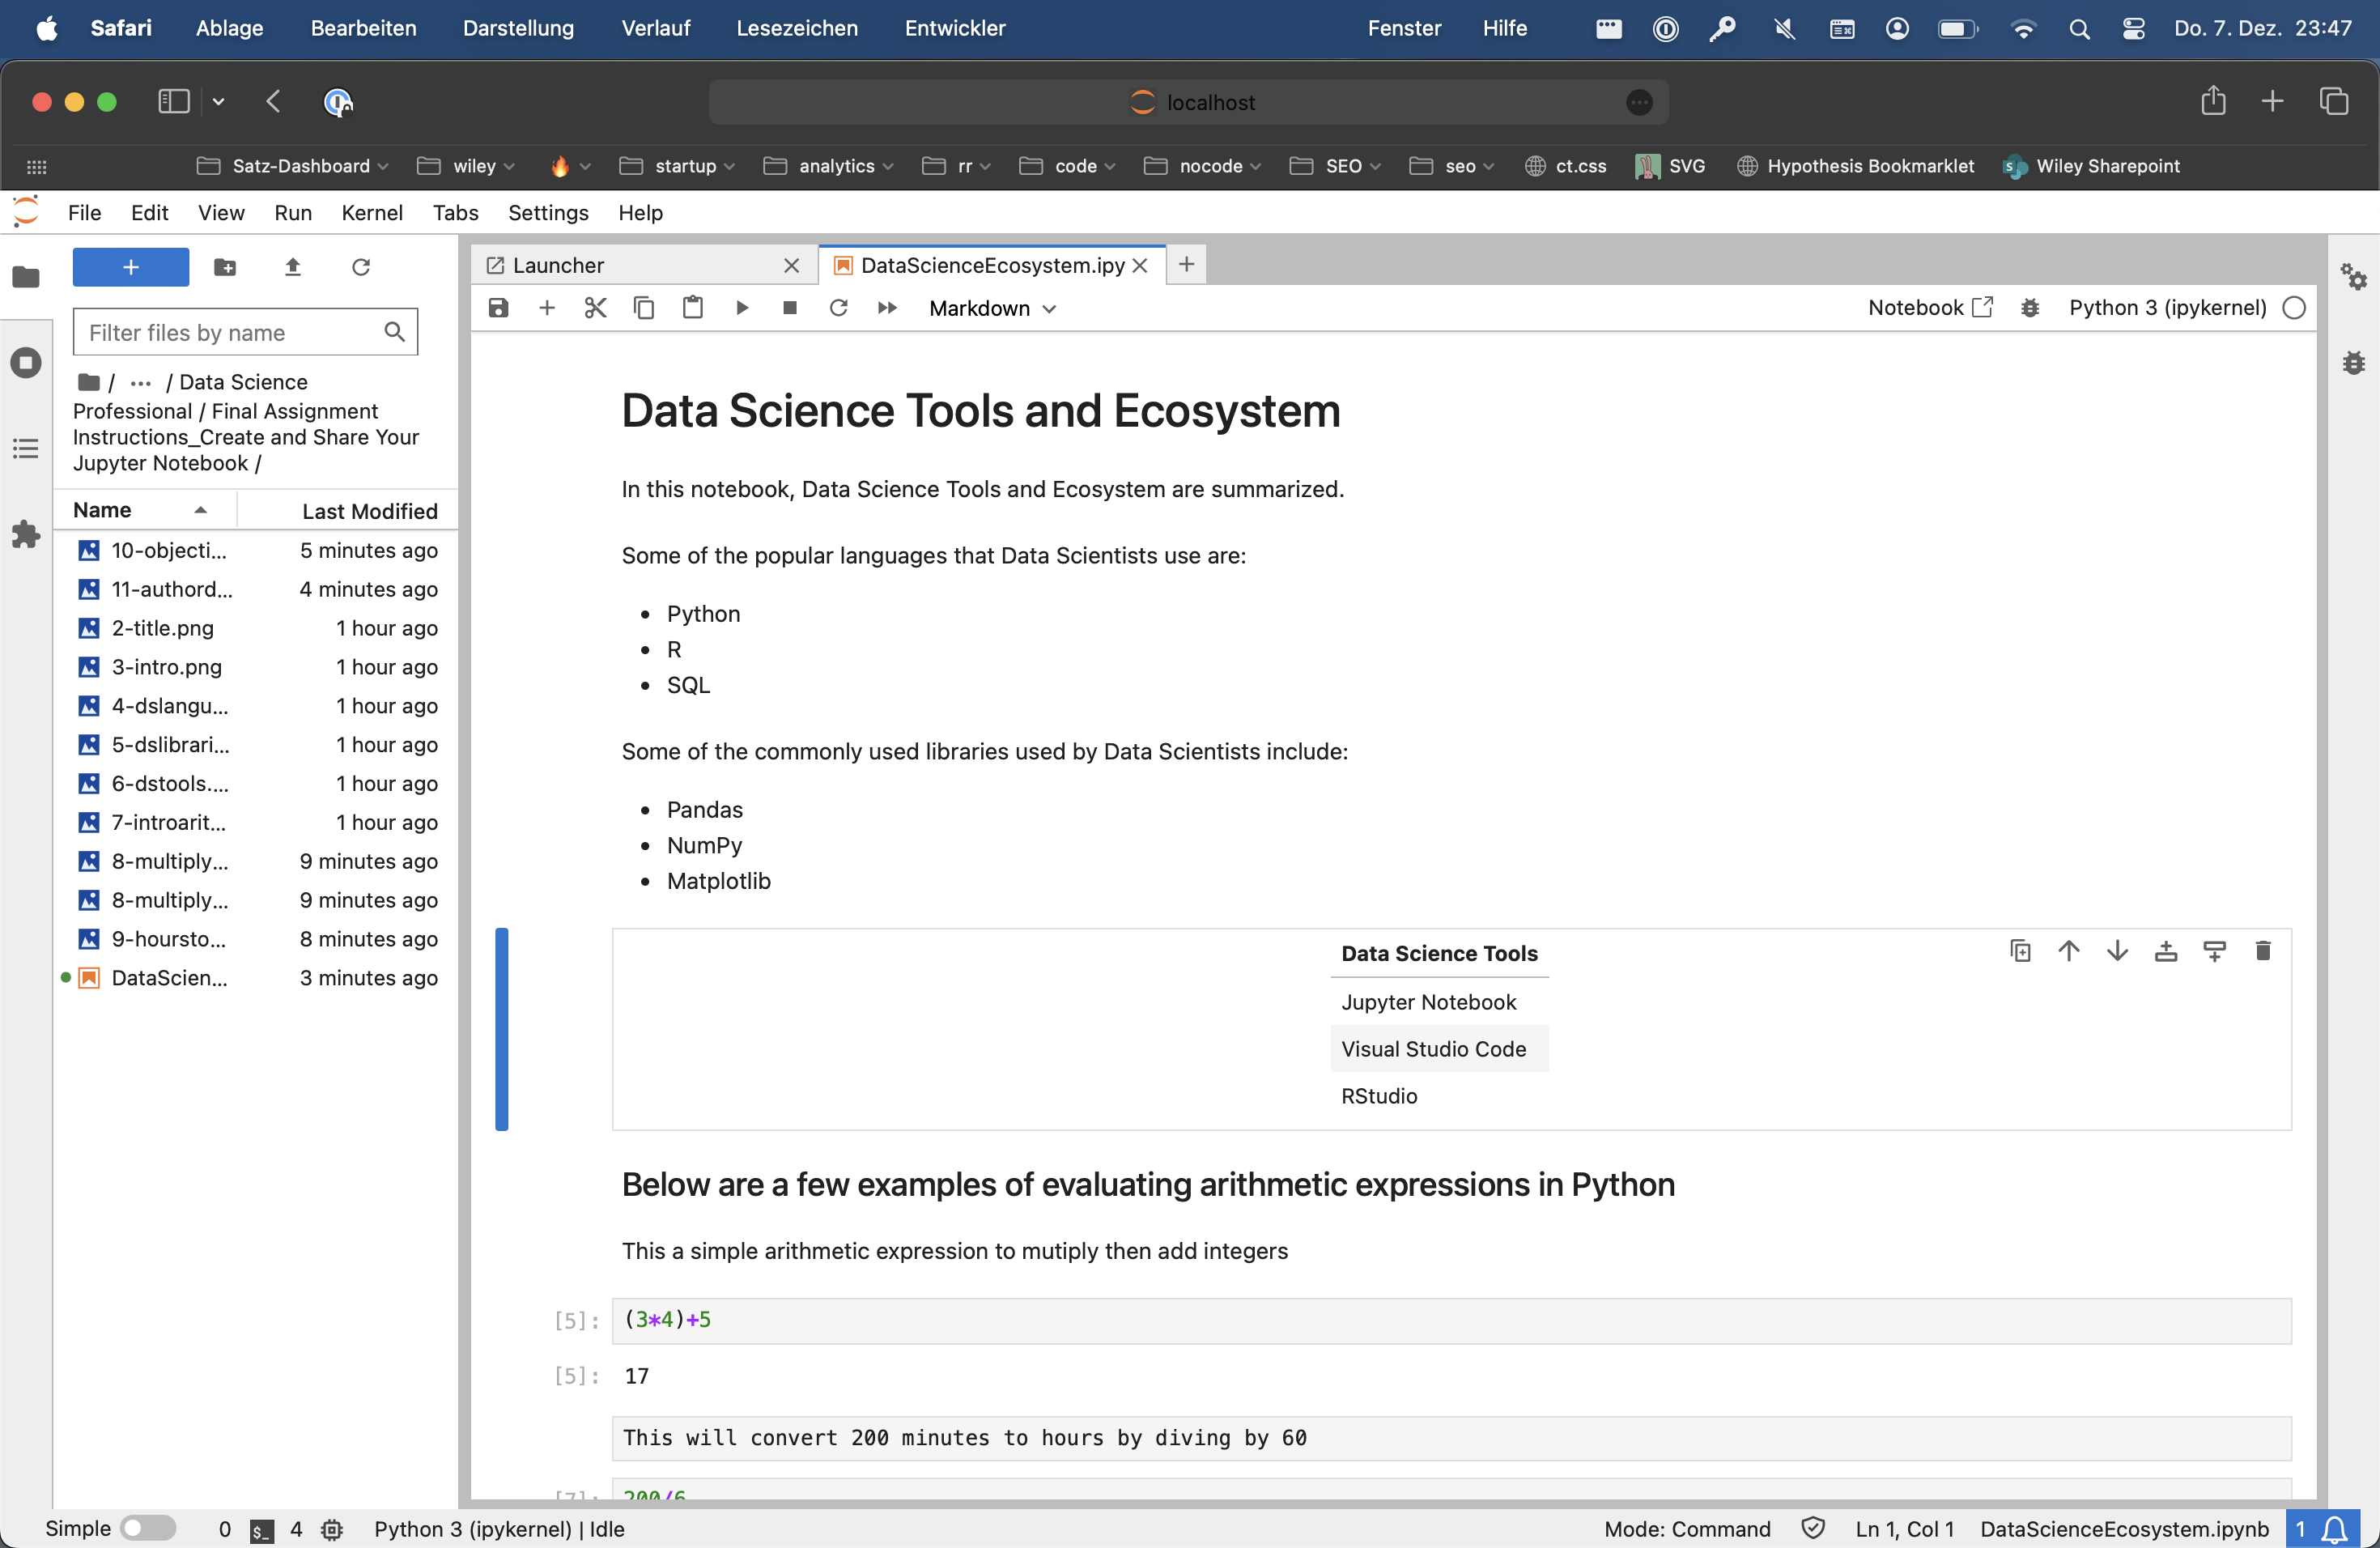 Safari Ablage Bearbeiten Darstellung Verlauf Lesezeichen Entwickler Fenster Hilfe Do. 7. Dez. 23:47
localhost
Satz-Dashboard wiley startup analytics rr code nocode SEO seo ct.css SVG Hypothesis Bookmarklet Wiley Sharepoint
File Edit View Run Kernel Tabs Settings Help
+
Filter files by name
/ ··· / Data Science
Professional / Final Assignment
Instructions_Create and Share Your
Jupyter Notebook /
Name Last Modified
10-objecti... 5 minutes ago
11-authord... 4 minutes ago
2-title.png 1 hour ago
3-intro.png 1 hour ago
4-dslangu... 1 hour ago
5-dslibrari... 1 hour ago
6-dstools.... 1 hour ago
7-introarit... 1 hour ago
8-multiply... 9 minutes ago
8-multiply... 9 minutes ago
9-hoursto... 8 minutes ago
DataScien... 3 minutes ago
Launcher DataScienceEcosystem.ipy
Markdown Notebook Python 3 (ipykernel)
Data Science Tools and Ecosystem
In this notebook, Data Science Tools and Ecosystem are summarized.
Some of the popular languages that Data Scientists use are:
• Python
• R
• SQL
Some of the commonly used libraries used by Data Scientists include:
• Pandas
• NumPy
• Matplotlib
Data Science Tools
Jupyter Notebook
Visual Studio Code
RStudio
Below are a few examples of evaluating arithmetic expressions in Python
This a simple arithmetic expression to mutiply then add integers
[5]: (3*4)+5
[5]: 17
This will convert 200 minutes to hours by diving by 60
[7]: 200/6
Simple 0 $_ 4 Python 3 (ipykernel) | Idle Mode: Command Ln 1, Col 1 DataScienceEcosystem.ipynb 1